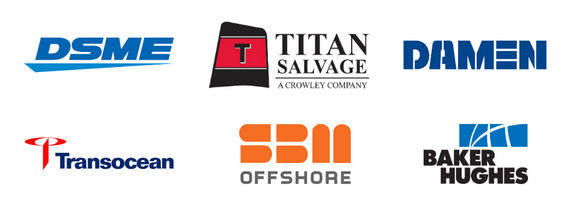 DSME
T
TITAN
SALVAGE
A CROWLEY COMPANY
DAMEN
Transocean
SBM
OFFSHORE
BAKER
HUGHES